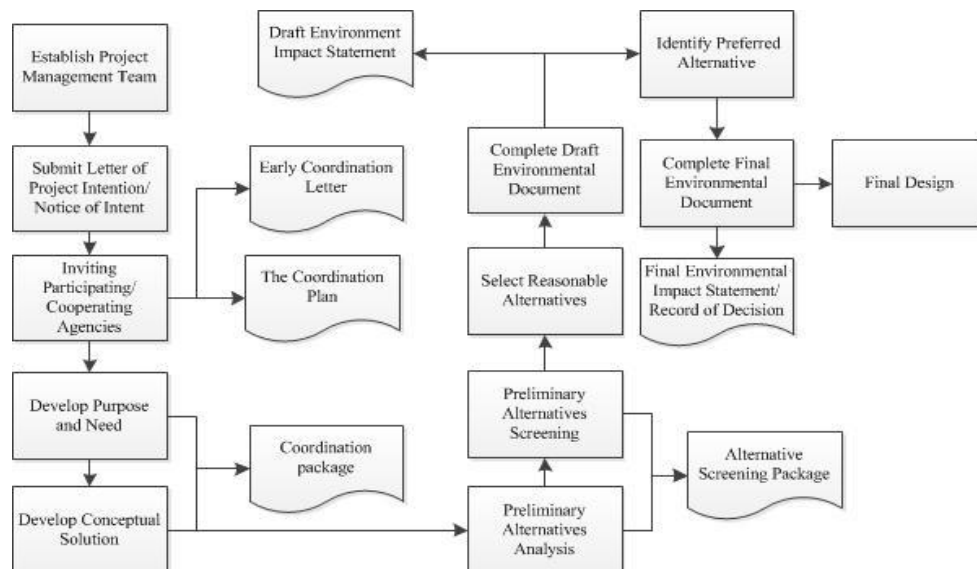 Establish Project
Management Team
Submit Letter of
Project Intention/
Notice of Intent
Inviting
Participating/
Cooperating
Agencies
Develop Purpose
and Need
Develop Conceptual
Solution
Early Coordination
Letter
The Coordination
Plan
Coordination
package
Draft Environment
Impact Statement
Complete Draft
Environmental
Document
Select Reasonable
Alternatives
Preliminary
Alternatives
Screening
Preliminary
Alternatives
Analysis
Identify Preferred
Alternative
Complete Final
Environmental
Document
Final Environmental
Impact Statement/
Record of Decision
Alternative
Screening Package
Final Design